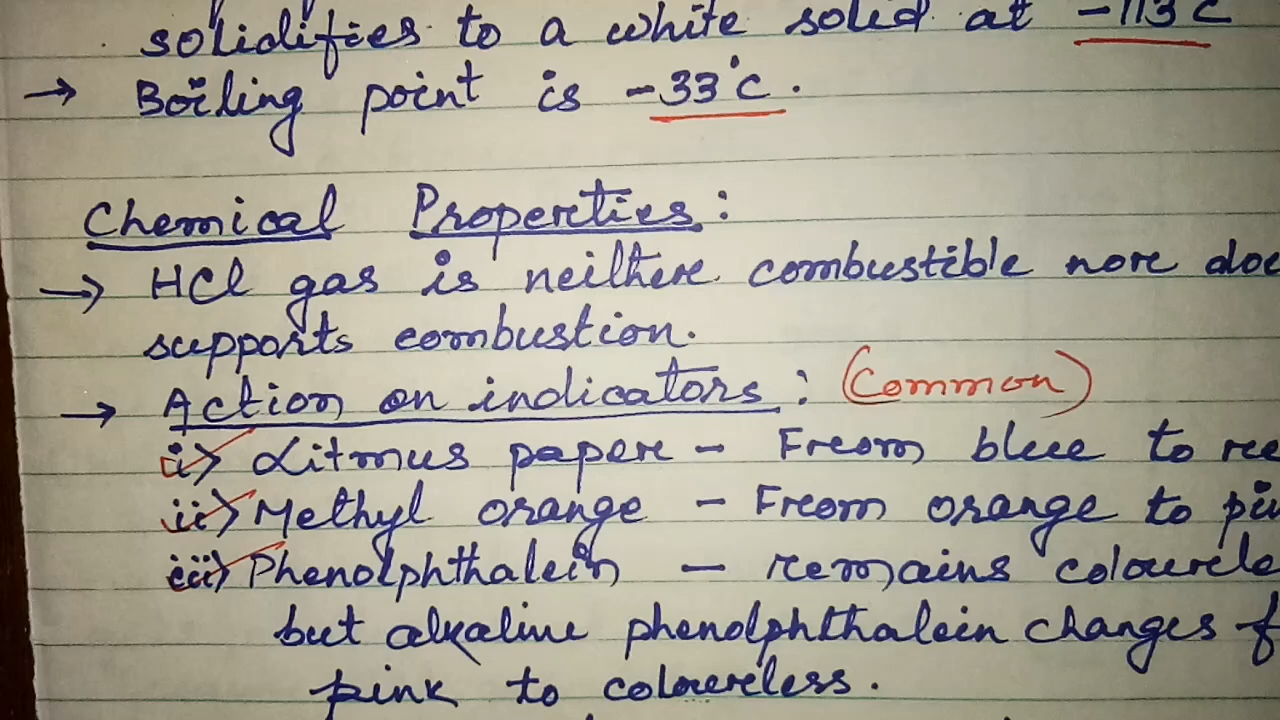 solidifies to a white solid at -113°C
→ Boiling point is -33°C.
Chemical Properties:
→ HCl gas is neither combustible nor doe
supports combustion.
→ Action on indicators: (Common)
i) Litmus paper - From blue to re
ii) Methyl orange - From orange to pin
iii) Phenolphthalein - remains colourle
but alkaline phenolphthalein changes f
pink to colourless.